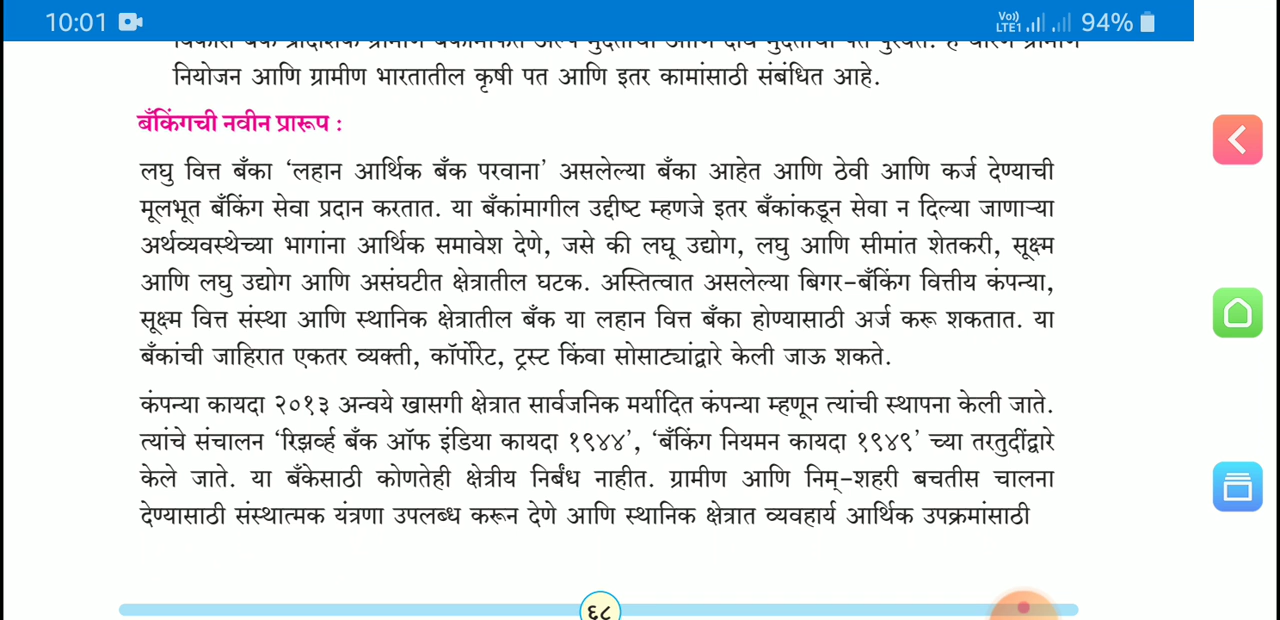 10:01
Vo)) LTE1 94%
नियोजन आणि ग्रामीण भारतातील कृषी पत आणि इतर कामांसाठी संबंधित आहे.
बँकिंगची नवीन प्रारूप :
लघु वित्त बँका ‘लहान आर्थिक बँक परवाना’ असलेल्या बँका आहेत आणि ठेवी आणि कर्ज देण्याची
मूलभूत बँकिंग सेवा प्रदान करतात. या बँकांमागील उद्दीष्ट म्हणजे इतर बँकांकडून सेवा न दिल्या जाणाऱ्या
अर्थव्यवस्थेच्या भागांना आर्थिक समावेश देणे, जसे की लघू उद्योग, लघु आणि सीमांत शेतकरी, सूक्ष्म
आणि लघु उद्योग आणि असंघटीत क्षेत्रातील घटक. अस्तित्वात असलेल्या बिगर-बँकिंग वित्तीय कंपन्या,
सूक्ष्म वित्त संस्था आणि स्थानिक क्षेत्रातील बँक या लहान वित्त बँका होण्यासाठी अर्ज करू शकतात. या
बँकांची जाहिरात एकतर व्यक्ती, कॉर्पोरेट, ट्रस्ट किंवा सोसाट्यांद्वारे केली जाऊ शकते.
कंपन्या कायदा २०१३ अन्वये खासगी क्षेत्रात सार्वजनिक मर्यादित कंपन्या म्हणून त्यांची स्थापना केली जाते.
त्यांचे संचालन ‘रिझर्व्ह बँक ऑफ इंडिया कायदा १९४४’, ‘बँकिंग नियमन कायदा १९४९’ च्या तरतुदींद्वारे
केले जाते. या बँकेसाठी कोणतेही क्षेत्रीय निर्बंध नाहीत. ग्रामीण आणि निम्-शहरी बचतीस चालना
देण्यासाठी संस्थात्मक यंत्रणा उपलब्ध करून देणे आणि स्थानिक क्षेत्रात व्यवहार्य आर्थिक उपक्रमांसाठी
६८